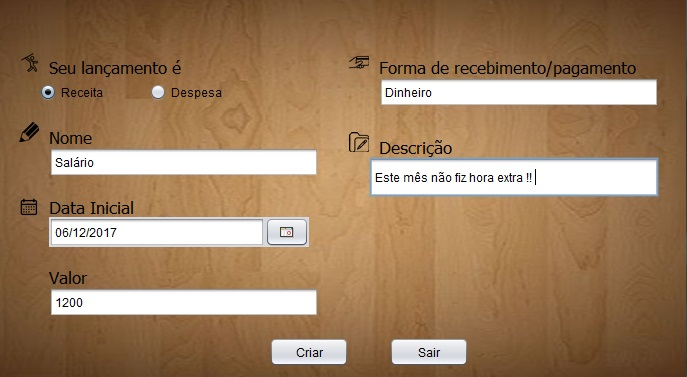 Seu lançamento é
Receita
Despesa
Nome
Salário
Data Inicial
06/12/2017
Valor
1200
Forma de recebimento/pagamento
Dinheiro
Descrição
Este mês não fiz hora extra !!
Criar
Sair